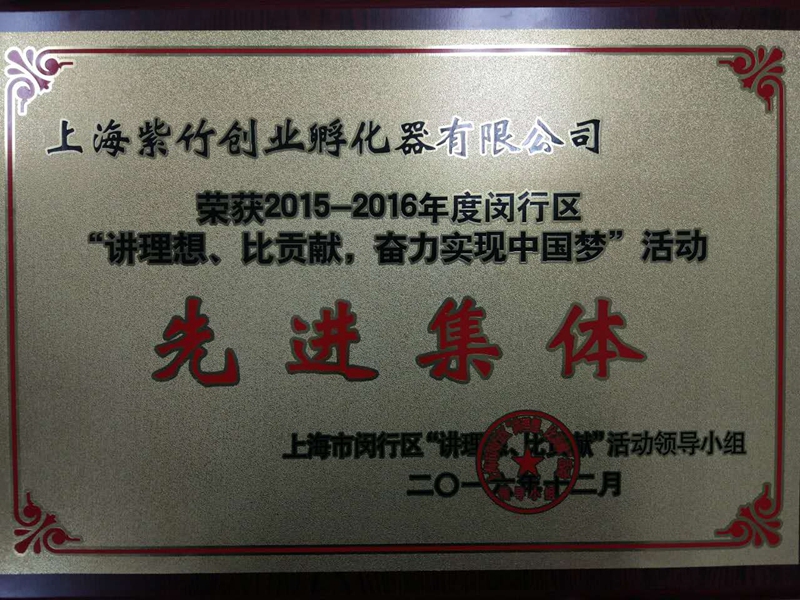 上海紫竹创业孵化器有限公司
荣获2015-2016年度闵行区
“讲理想、比贡献，奋力实现中国梦”活动
先进集体
上海市闵行区“讲理想、比贡献”活动领导小组
二〇一六年十二月